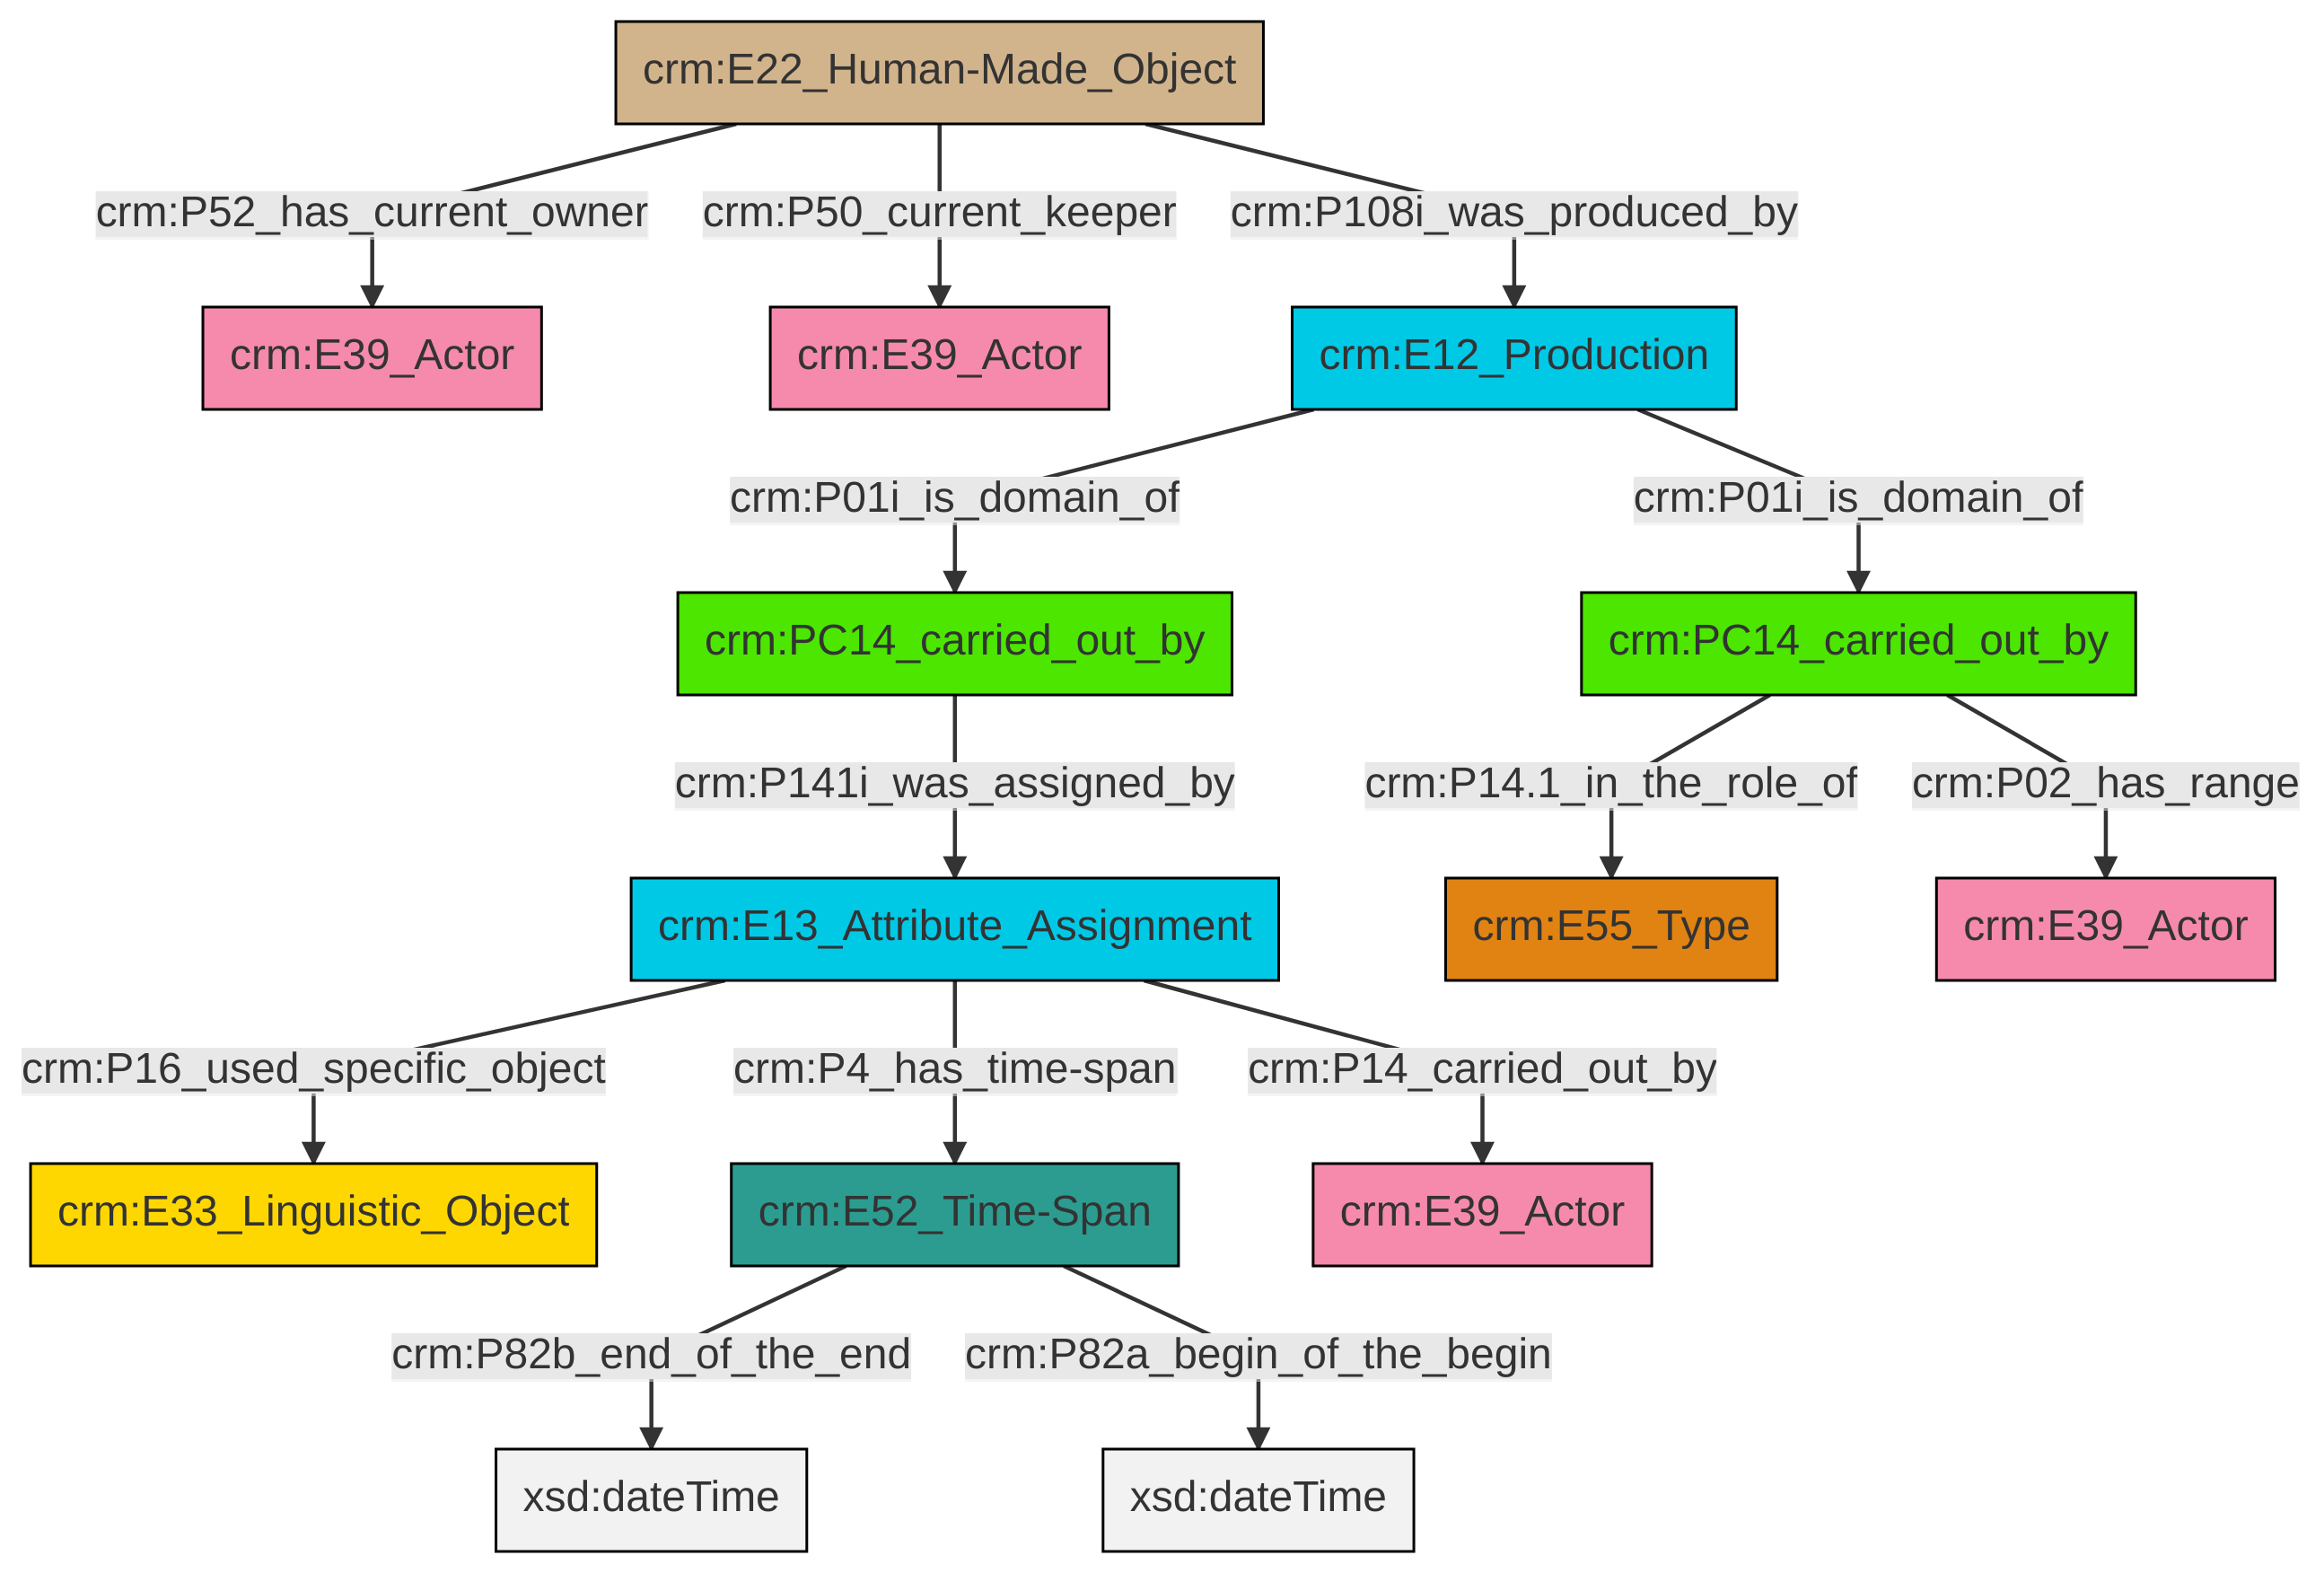 crm:E22_Human-Made_Object
crm:P52_has_current_owner
crm:P50_current_keeper
crm:P108i_was_produced_by
crm:E39_Actor
crm:E39_Actor
crm:E12_Production
crm:P01i_is_domain_of
crm:P01i_is_domain_of
crm:PC14_carried_out_by
crm:PC14_carried_out_by
crm:P141i_was_assigned_by
crm:P14.1_in_the_role_of
crm:P02_has_range
crm:E13_Attribute_Assignment
crm:E55_Type
crm:E39_Actor
crm:P16_used_specific_object
crm:P4_has_time-span
crm:P14_carried_out_by
crm:E33_Linguistic_Object
crm:E52_Time-Span
crm:E39_Actor
crm:P82b_end_of_the_end
crm:P82a_begin_of_the_begin
xsd:dateTime
xsd:dateTime